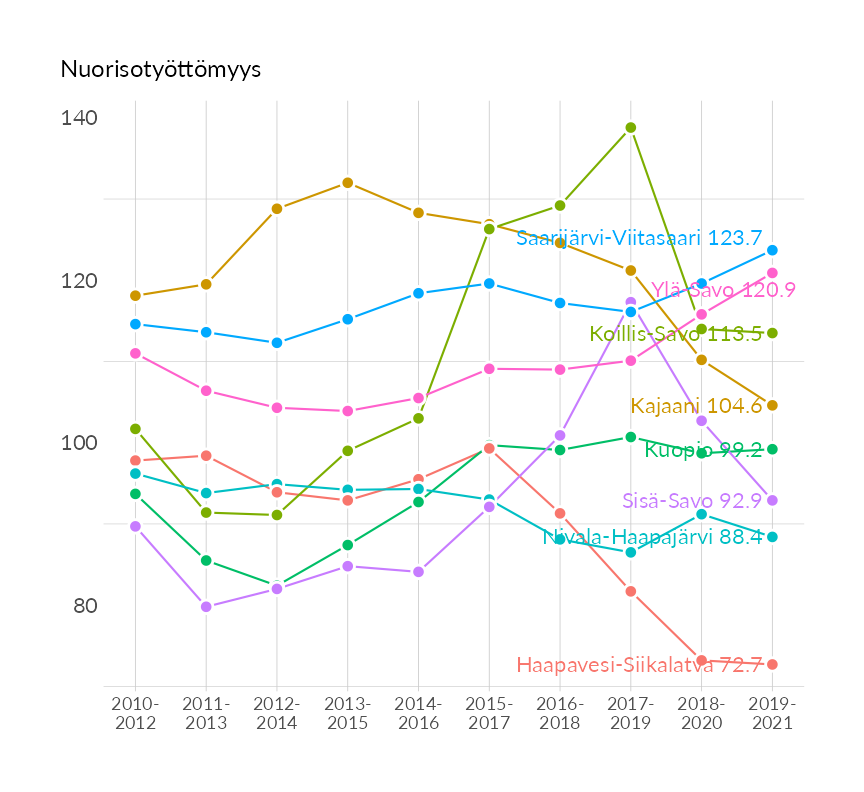 Nuorisotyöttömyys
140
120
100
80
Saarijärvi-Viitasaari 123.7
Ylä-Savo 120.9
Koillis-Savo 113.5
Kajaani 104.6
Kuopio 99.2
Sisä-Savo 92.9
Nivala-Haapajärvi 88.4
Haapavesi-Siikalatva 72.7
2010- 2011- 2012- 2013- 2014- 2015- 2016- 2017- 2018- 2019-
2012 2013 2014 2015 2016 2017 2018 2019 2020 2021